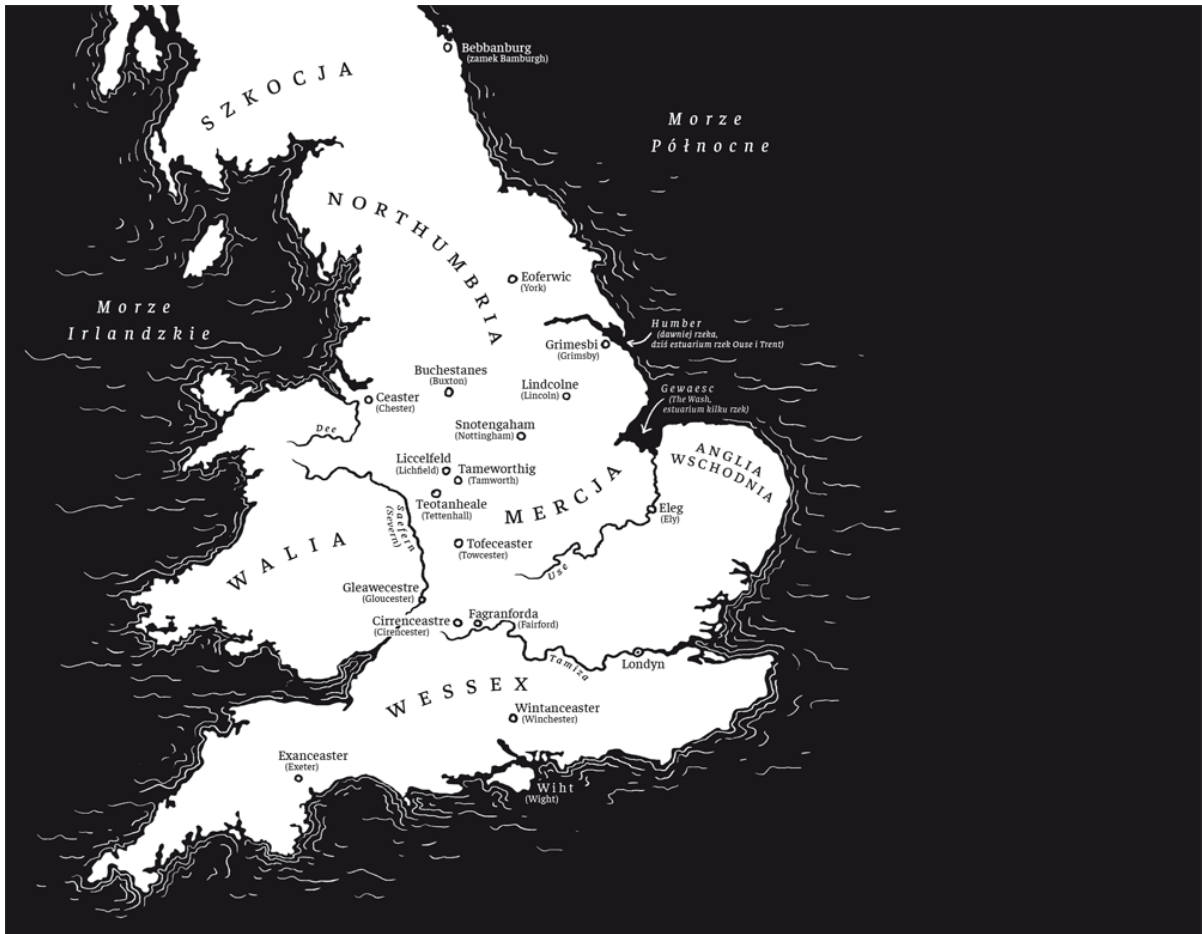 Bebbanburg
(zamek Bamburgh)
SZKOCJA
Morze
Północne
NORTHUMBRIA
Eoferwic
(York)
Morze
Irlandzkie
Humber
(dawniej rzeka,
dziś estuarium rzek Ouse i Trent)
Grimesbi
(Grimsby)
Buchestanes
(Buxton)
Lindcolne
(Lincoln)
Gewaesc
(The Wash,
estuarium kilku rzek)
Ceaster
(Chester)
Dee
Snotengaham
(Nottingham)
ANGLIA
WSCHODNIA
Liccelfeld
(Lichfield)
Tameworthig
(Tamworth)
MERCJA
Teotanheale
(Tettenhall)
Saefern
(Severn)
Eleg
(Ely)
WALIA
Tofeceaster
(Towcester)
Use
Gleawecestre
(Gloucester)
Cirrenceastre
(Cirencester)
Fagranforda
(Fairford)
Tamiza
Londyn
WESSEX
Wintanceaster
(Winchester)
Exanceaster
(Exeter)
Wiht
(Wight)